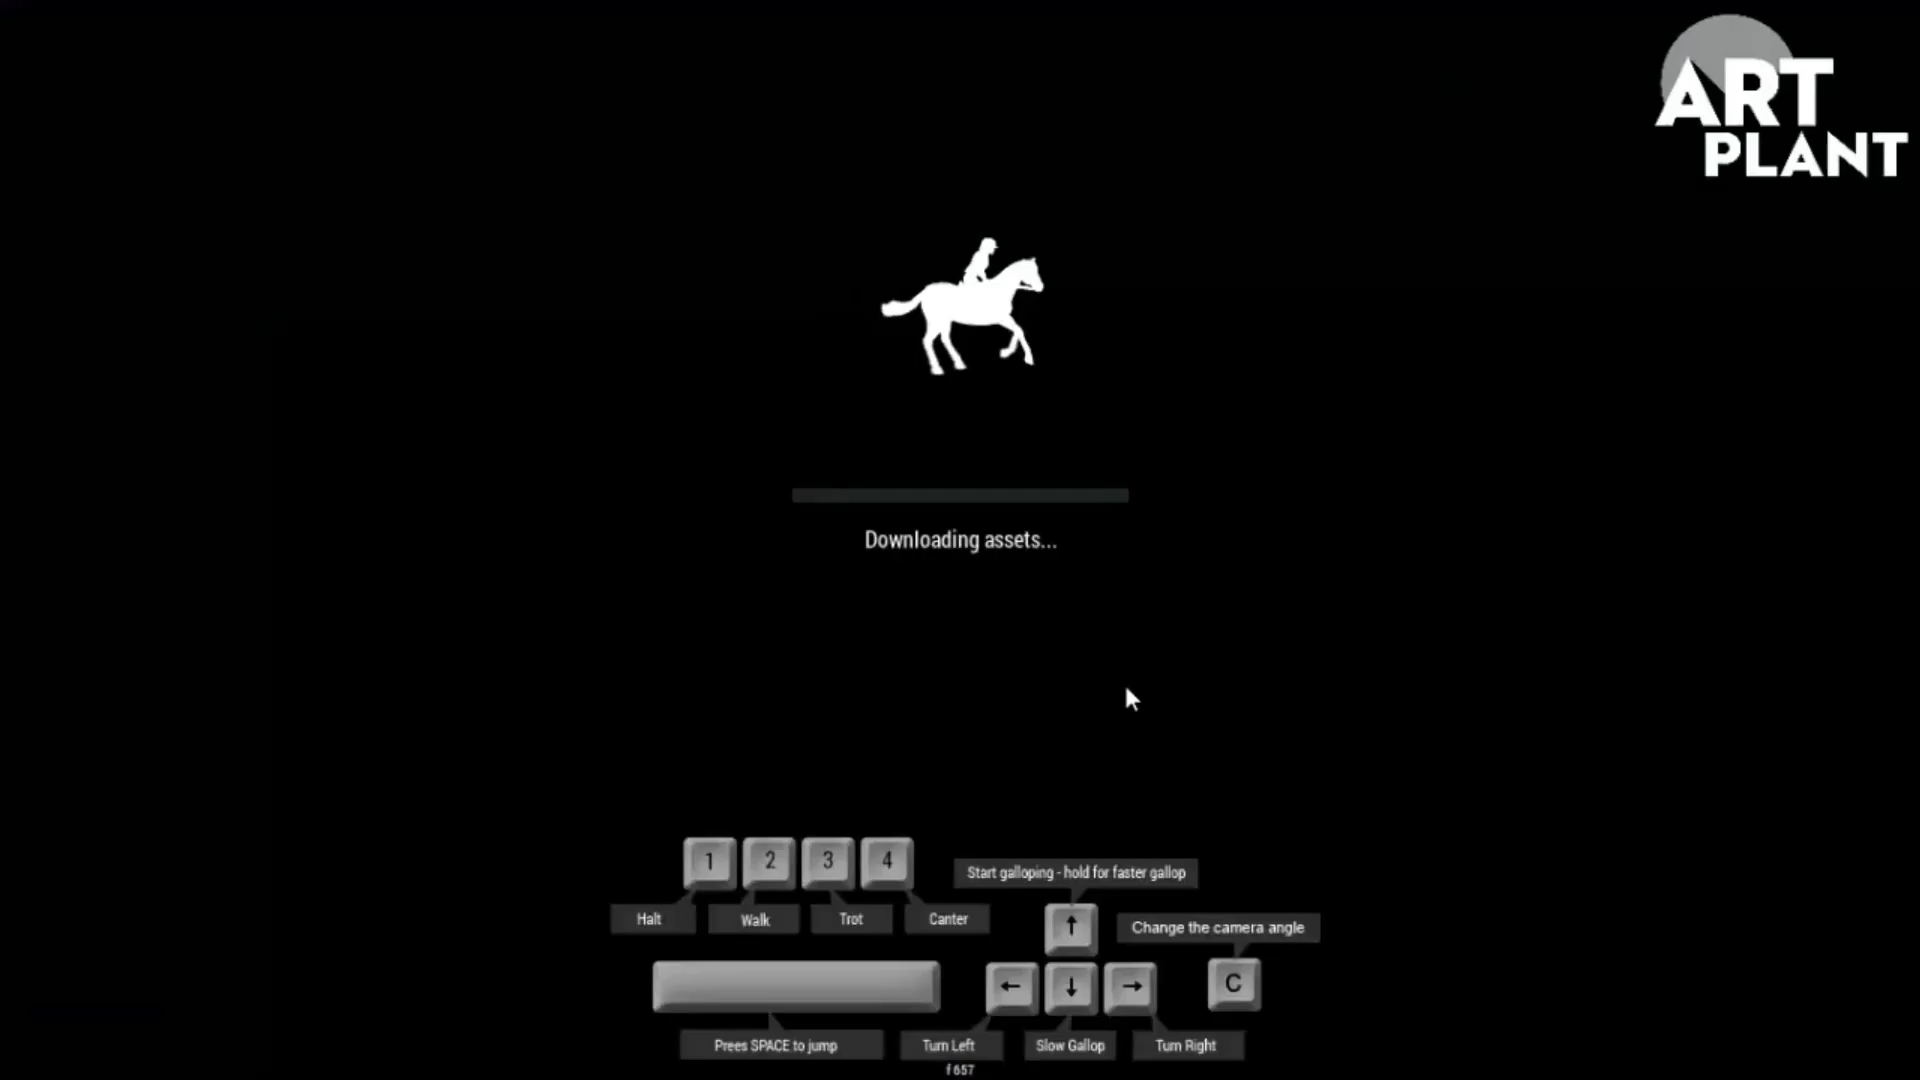 ART
PLANT
Downloading assets...
1 2 3 4
Start galloping - hold for faster gallop
Halt Walk Trot Canter
↑
Change the camera angle
← ↓ → C
Prees SPACE to jump
Turn Left Slow Gallop Turn Right
f 657